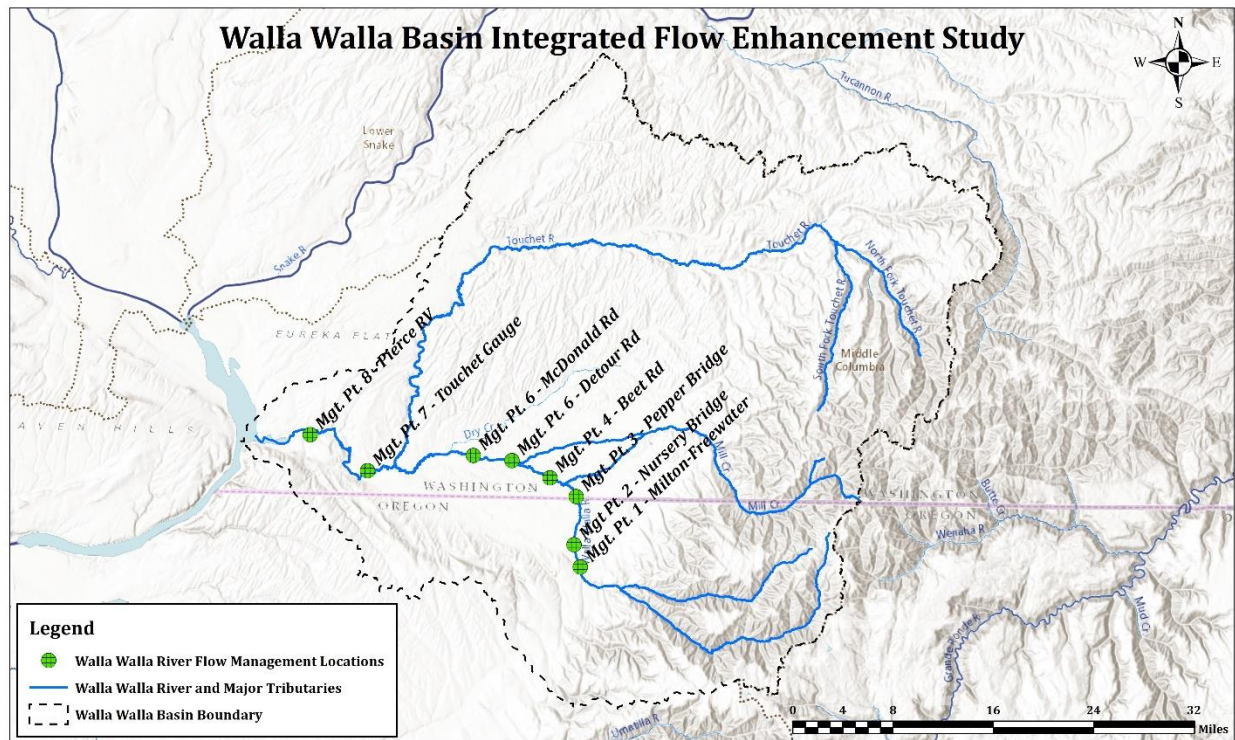 Walla Walla Basin Integrated Flow Enhancement Study
N
W E
S
Tucannon R
Lower
Snake
Snake R
Touchet R
Touchet R
North Fork Touchet R
South Fork Touchet R
Middle
Columbia
EUREKA FLAT
Mgt. Pt. 8 - Pierce RV
Mgt. Pt. 7 - Touchet Gauge
Mgt. Pt. 6 - McDonald Rd
Mgt. Pt. 6 - Detour Rd
Mgt. Pt. 4 - Beet Rd
Mgt. Pt. 3 - Pepper Bridge
Mgt Pt. 2 - Nursery Bridge
Mgt. Pt. 1 - Milton-Freewater
Dry Cr
Mill Cr
Mill Cr
AVEN HILLS
WASHINGTON
OREGON
WASHINGTON
OREGON
Butte Cr
Wenaha R
Mud Cr
Grande Ronde R
Umatilla R
Legend
Walla Walla River Flow Management Locations
Walla Walla River and Major Tributaries
Walla Walla Basin Boundary
0 4 8 16 24 32
Miles